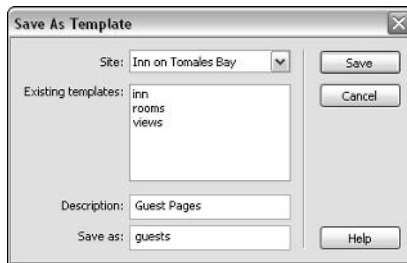 Save As Template
Site: Inn on Tomales Bay
Save
Existing templates: inn
Cancel
rooms
views
Description: Guest Pages
Save as: guests
Help